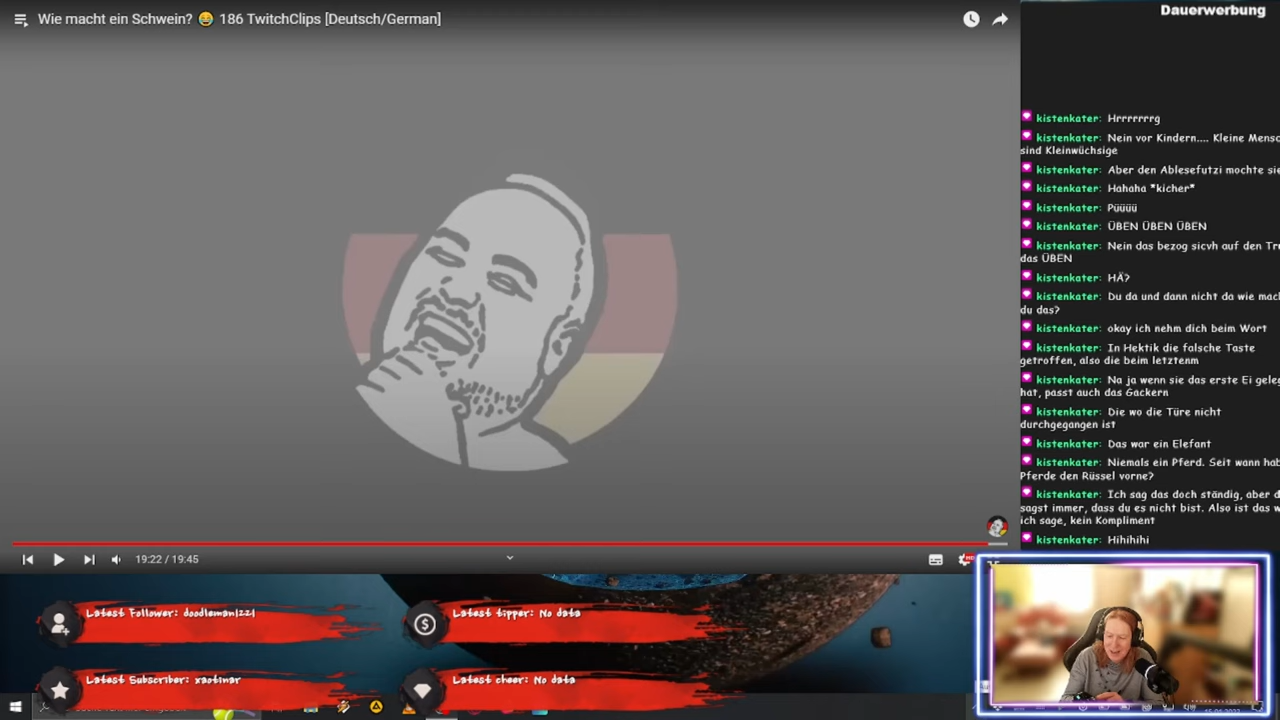 Wie macht ein Schwein? 😂 186 TwitchClips [Deutsch/German]
Dauerwerbung
kistenkater: Hrrrrrrrg
kistenkater: Nein vor Kindern.... Kleine Mensc
sind Kleinwüchsige
kistenkater: Aber den Ablesefutzi mochte sie
kistenkater: Hahaha *kicher*
kistenkater: Püüüü
kistenkater: ÜBEN ÜBEN ÜBEN
kistenkater: Nein das bezog sicvh auf den Tr
das ÜBEN
kistenkater: HÄ?
kistenkater: Du da und dann nicht da wie mac
du das?
kistenkater: okay ich nehm dich beim Wort
kistenkater: In Hektik die falsche Taste
getroffen, also die beim letztenm
kistenkater: Na ja wenn sie das erste Ei geleg
hat, passt auch das Gackern
kistenkater: Die wo die Türe nicht
durchgegangen ist
kistenkater: Das war ein Elefant
kistenkater: Niemals ein Pferd. Seit wann hab
Pferde den Rüssel vorne?
kistenkater: Ich sag das doch ständig, aber d
sagst immer, dass du es nicht bist. Also ist das w
ich sage, kein Kompliment
kistenkater: Hihihihi
19:22 / 19:45
Latest Follower: doodleman1221
Latest tipper: No data
Latest Subscriber: xaotinar
Latest cheer: No data